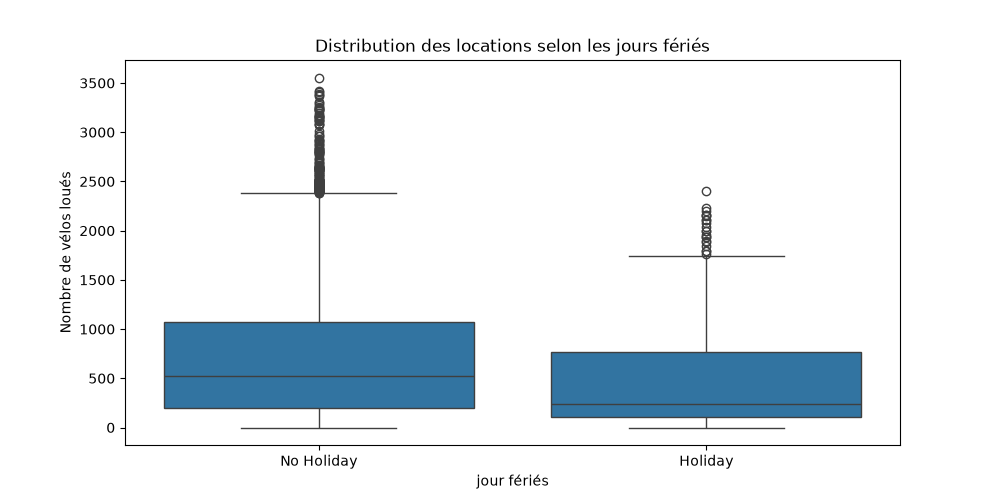 Distribution des locations selon les jours fériés
Nombre de vélos loués
3500
3000
2500
2000
1500
1000
500
0
No Holiday
Holiday
jour fériés